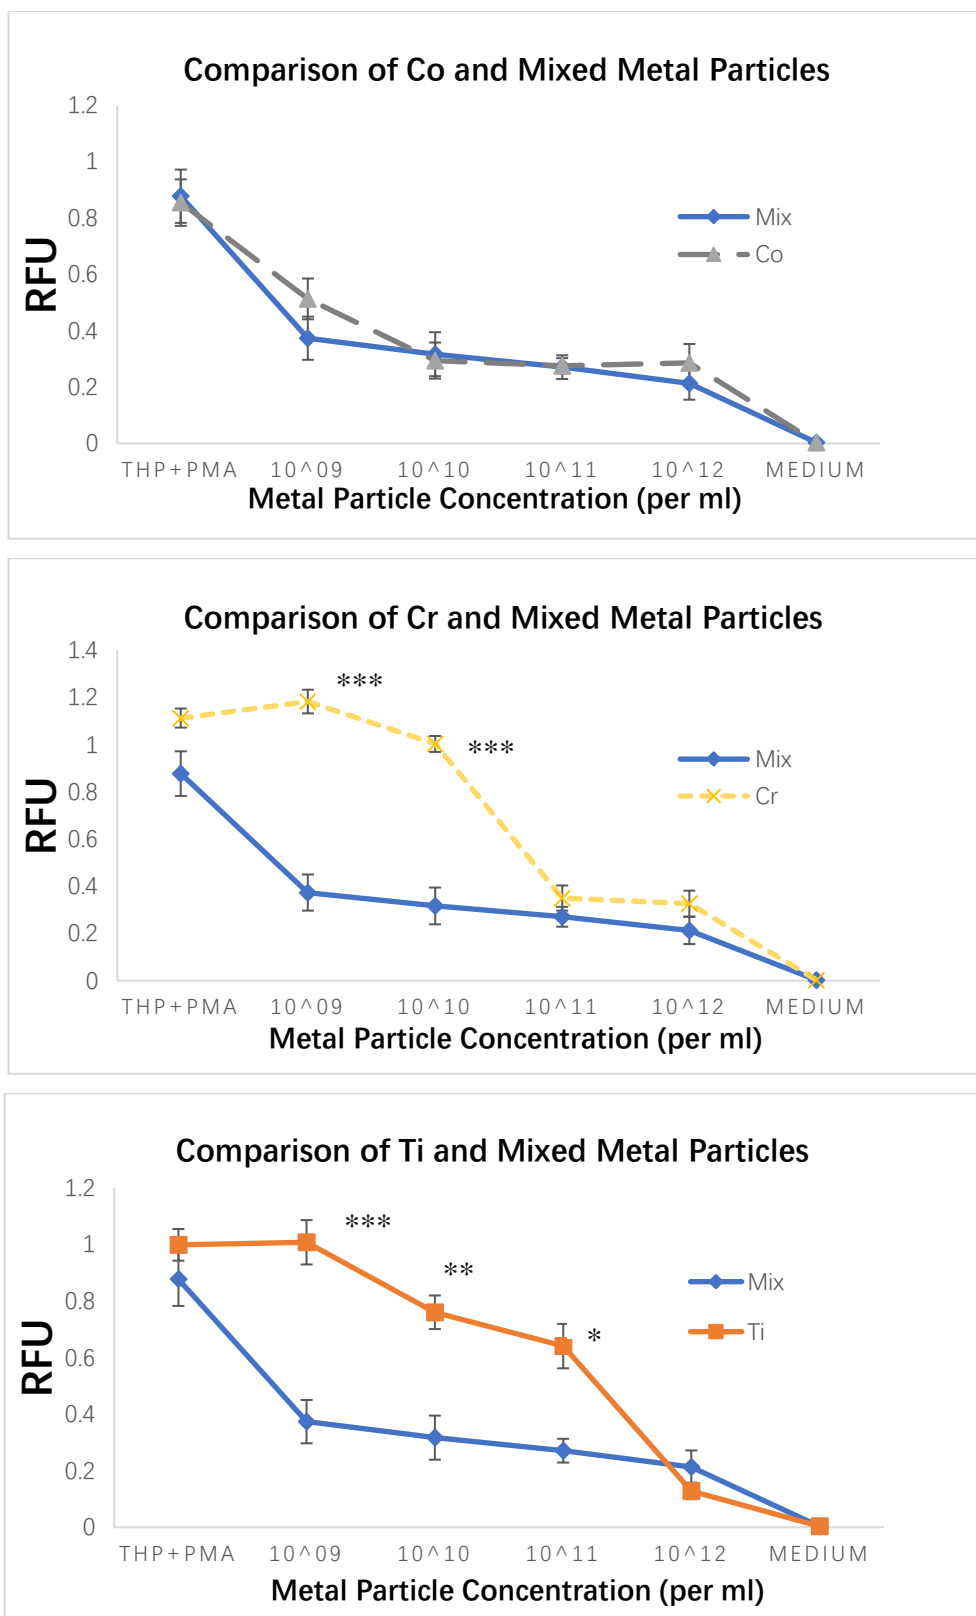 Comparison of Co and Mixed Metal Particles
1.2
1
0.8
0.6
0.4
0.2
0
RFU
Mix
Co
THP+PMA 10^09 10^10 10^11 10^12 MEDIUM
Metal Particle Concentration (per ml)
Comparison of Cr and Mixed Metal Particles
1.4
1.2
1
0.8
0.6
0.4
0.2
0
RFU
***
***
Mix
Cr
THP+PMA 10^09 10^10 10^11 10^12 MEDIUM
Metal Particle Concentration (per ml)
Comparison of Ti and Mixed Metal Particles
1.2
1
0.8
0.6
0.4
0.2
0
RFU
***
**
*
Mix
Ti
THP+PMA 10^09 10^10 10^11 10^12 MEDIUM
Metal Particle Concentration (per ml)